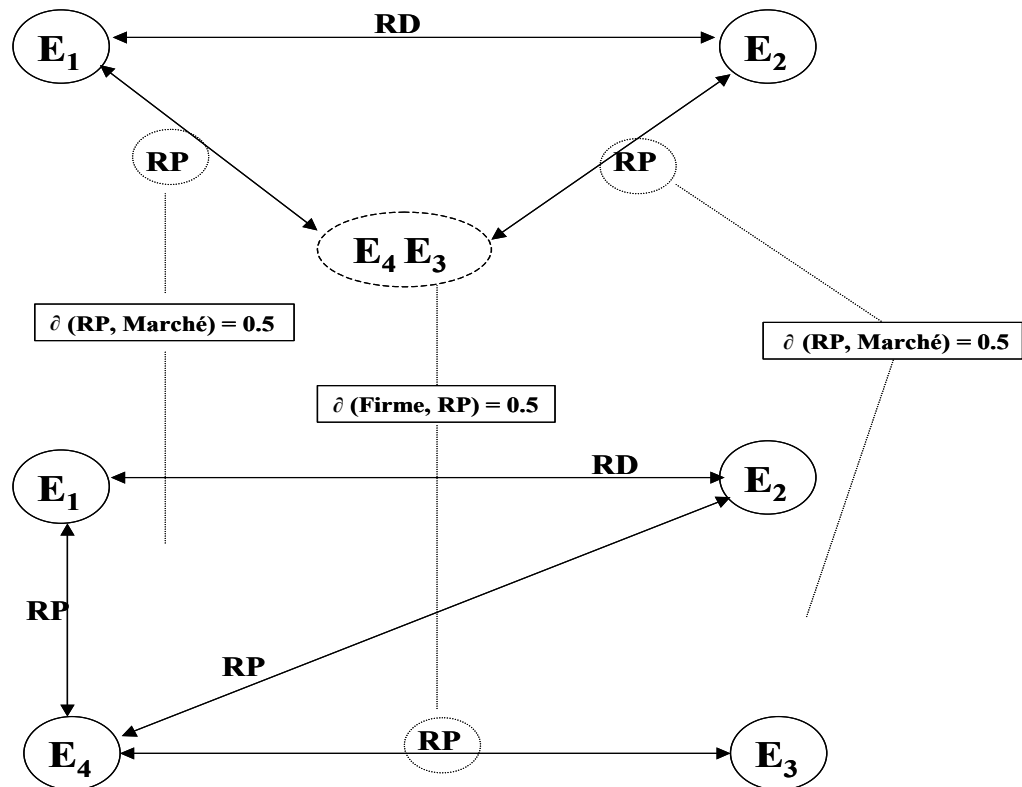 RD
E₁
E₂
RP
RP
E₄ E₃
∂ (RP, Marché) = 0.5
∂ (RP, Marché) = 0.5
∂ (Firme, RP) = 0.5
RD
E₁
E₂
RP
RP
RP
E₄
E₃